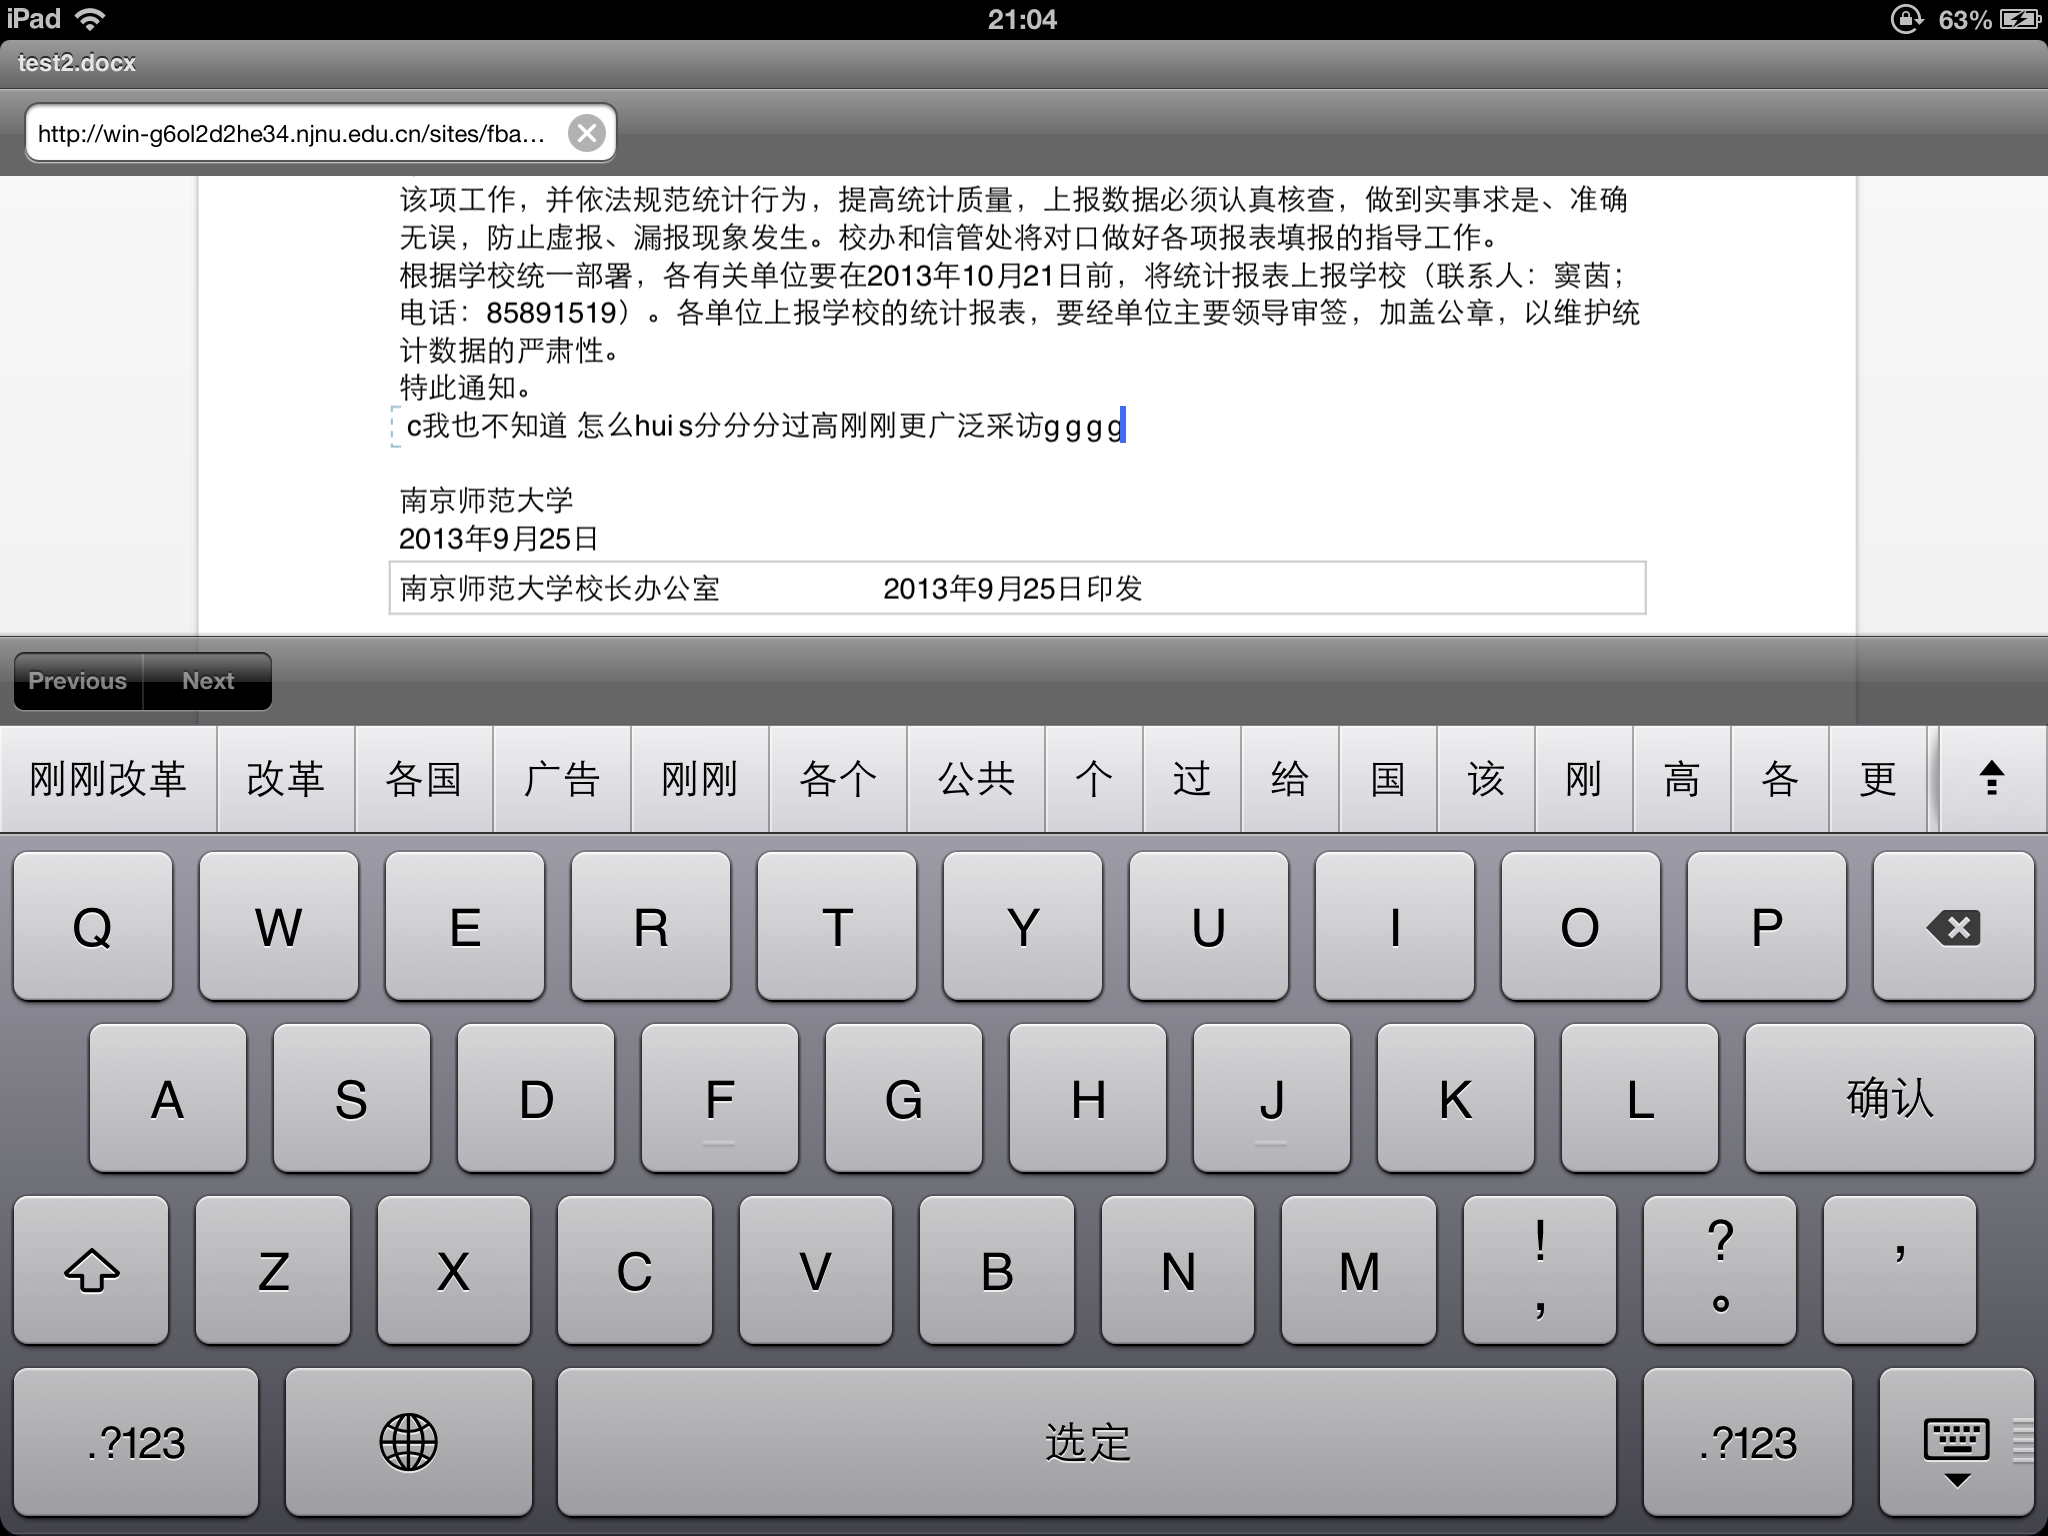 iPad 21:04 63%
test2.docx
http://win-g6ol2d2he34.njnu.edu.cn/sites/fba...
该项工作，并依法规范统计行为，提高统计质量，上报数据必须认真核查，做到实事求是、准确
无误，防止虚报、漏报现象发生。校办和信管处将对口做好各项报表填报的指导工作。
根据学校统一部署，各有关单位要在2013年10月21日前，将统计报表上报学校（联系人：窦茵；
电话：85891519）。各单位上报学校的统计报表，要经单位主要领导审签，加盖公章，以维护统
计数据的严肃性。
特此通知。
c我也不知道 怎么hui s分分分过高刚刚更广泛采访g g g g
南京师范大学
2013年9月25日
南京师范大学校长办公室 2013年9月25日印发
Previous Next
刚刚改革 改革 各国 广告 刚刚 各个 公共 个 过 给 国 该 刚 高 各 更
Q W E R T Y U I O P
A S D F G H J K L 确认
Z X C V B N M ! , ? 。 ，
.?123 选定 .?123